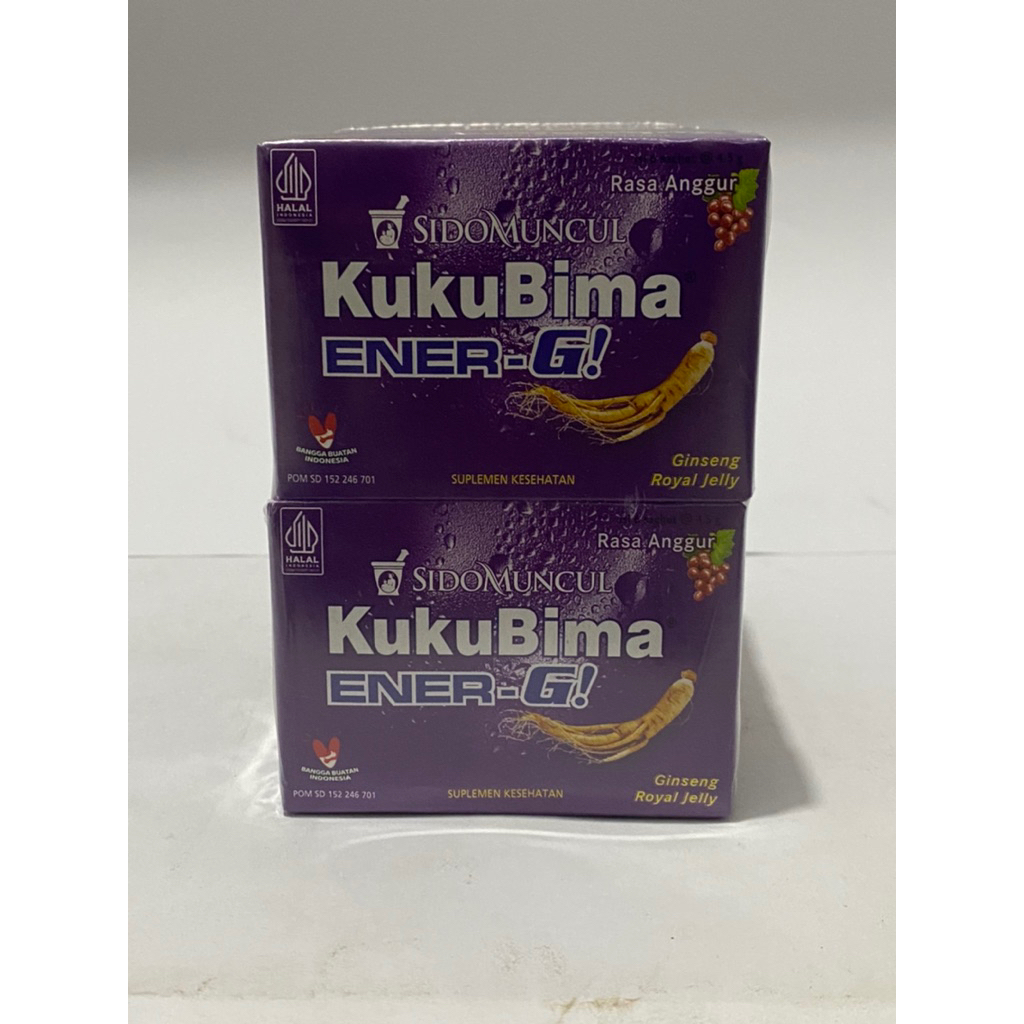 HALAL
INDONESIA
Rasa Anggur
SIDOMUNCUL
KukuBima
ENER-G!
BANGGA BUATAN
INDONESIA
POM SD 152 246 701
SUPLEMEN KESEHATAN
Ginseng
Royal Jelly
HALAL
INDONESIA
Rasa Anggur
SIDOMUNCUL
KukuBima®
ENER-G!
BANGGA BUATAN
INDONESIA
POM SD 152 246 701
SUPLEMEN KESEHATAN
Ginseng
Royal Jelly